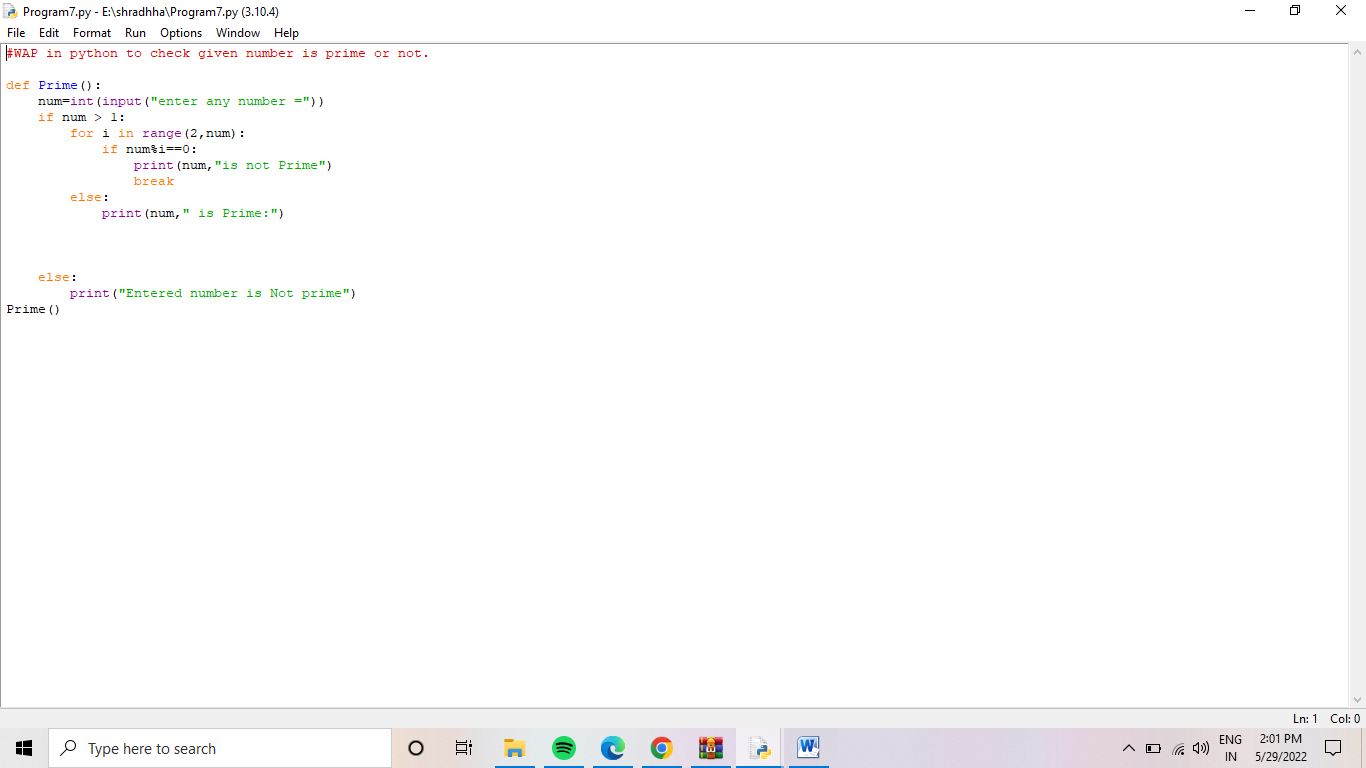 Program7.py - E:\shradhha\Program7.py (3.10.4)
File Edit Format Run Options Window Help
#WAP in python to check given number is prime or not.

def Prime():
    num=int(input("enter any number ="))
    if num > 1:
        for i in range(2,num):
            if num%i==0:
                print(num,"is not Prime")
                break
        else:
            print(num," is Prime:")



    else:
        print("Entered number is Not prime")
Prime()
Ln: 1 Col: 0
Type here to search
ENG 2:01 PM
IN 5/29/2022